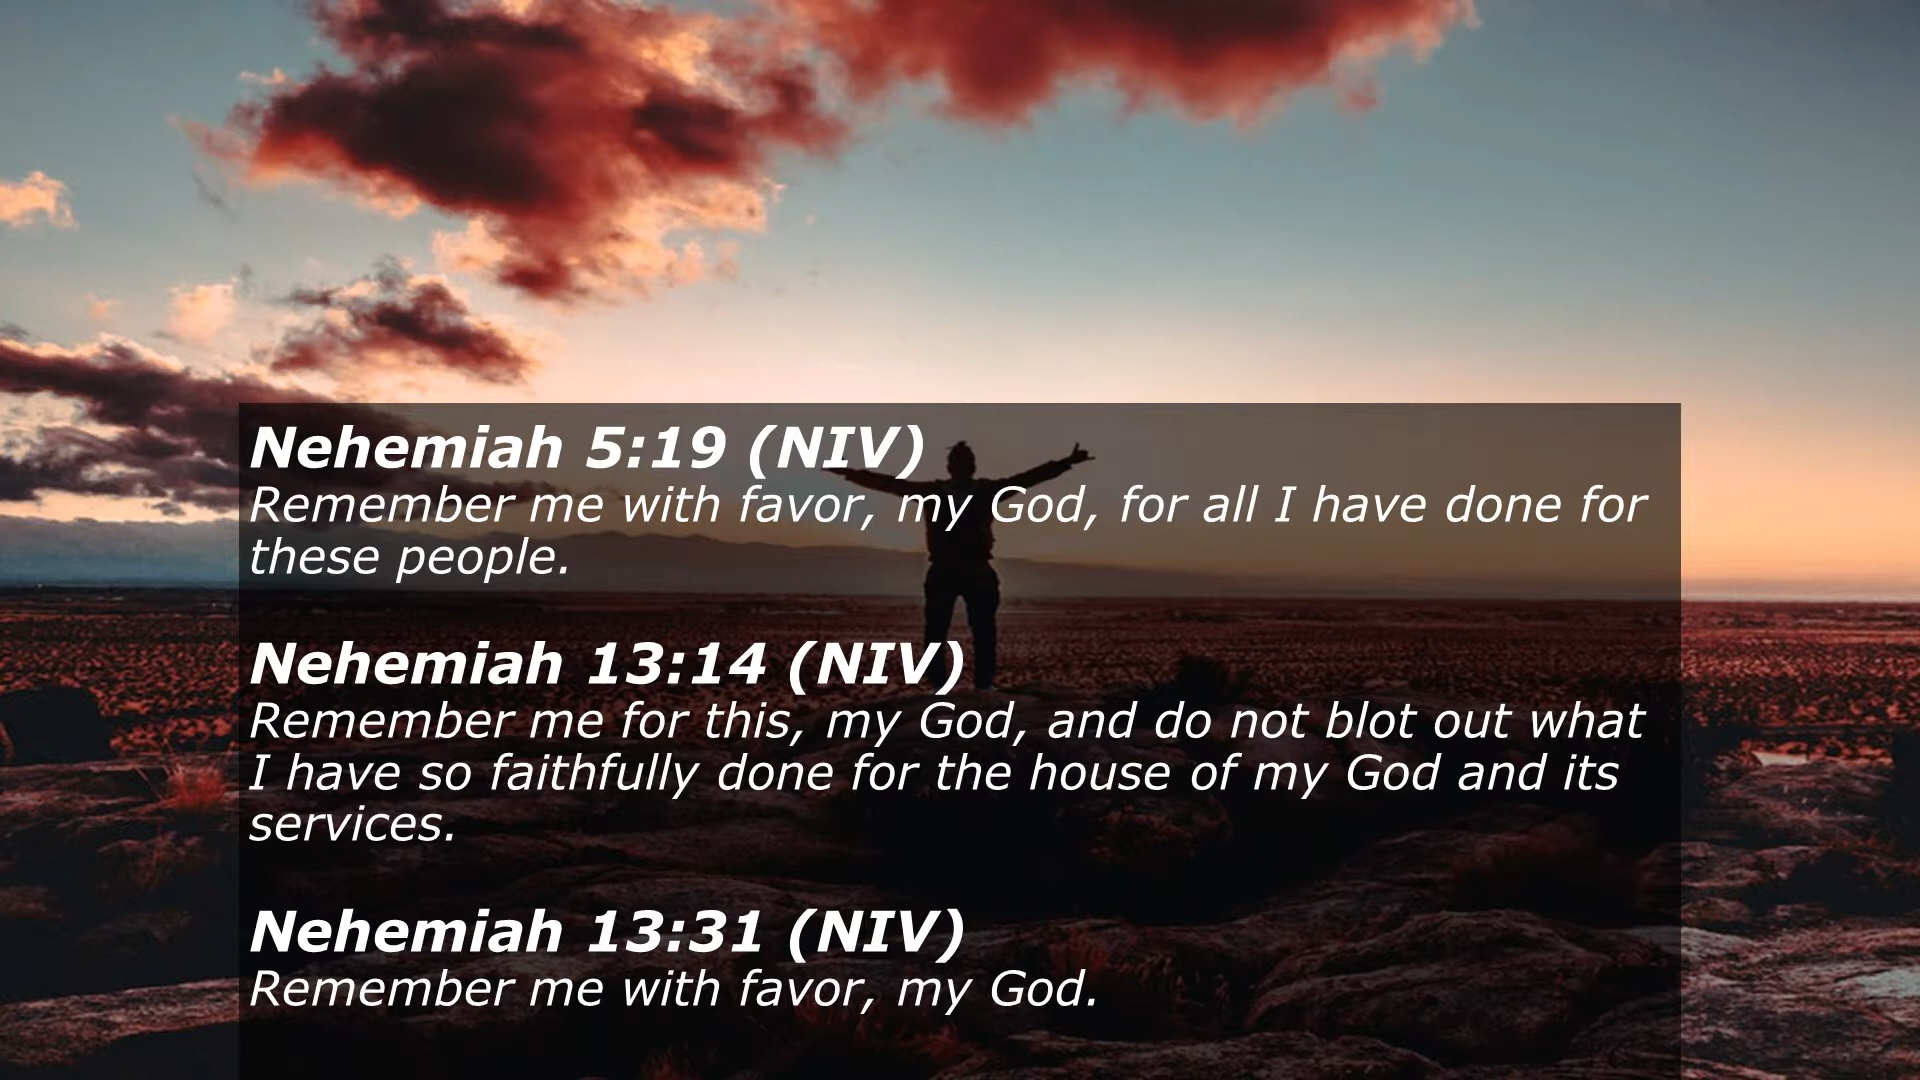 Nehemiah 5:19 (NIV)
Remember me with favor, my God, for all I have done for
these people.
Nehemiah 13:14 (NIV)
Remember me for this, my God, and do not blot out what
I have so faithfully done for the house of my God and its
services.
Nehemiah 13:31 (NIV)
Remember me with favor, my God.